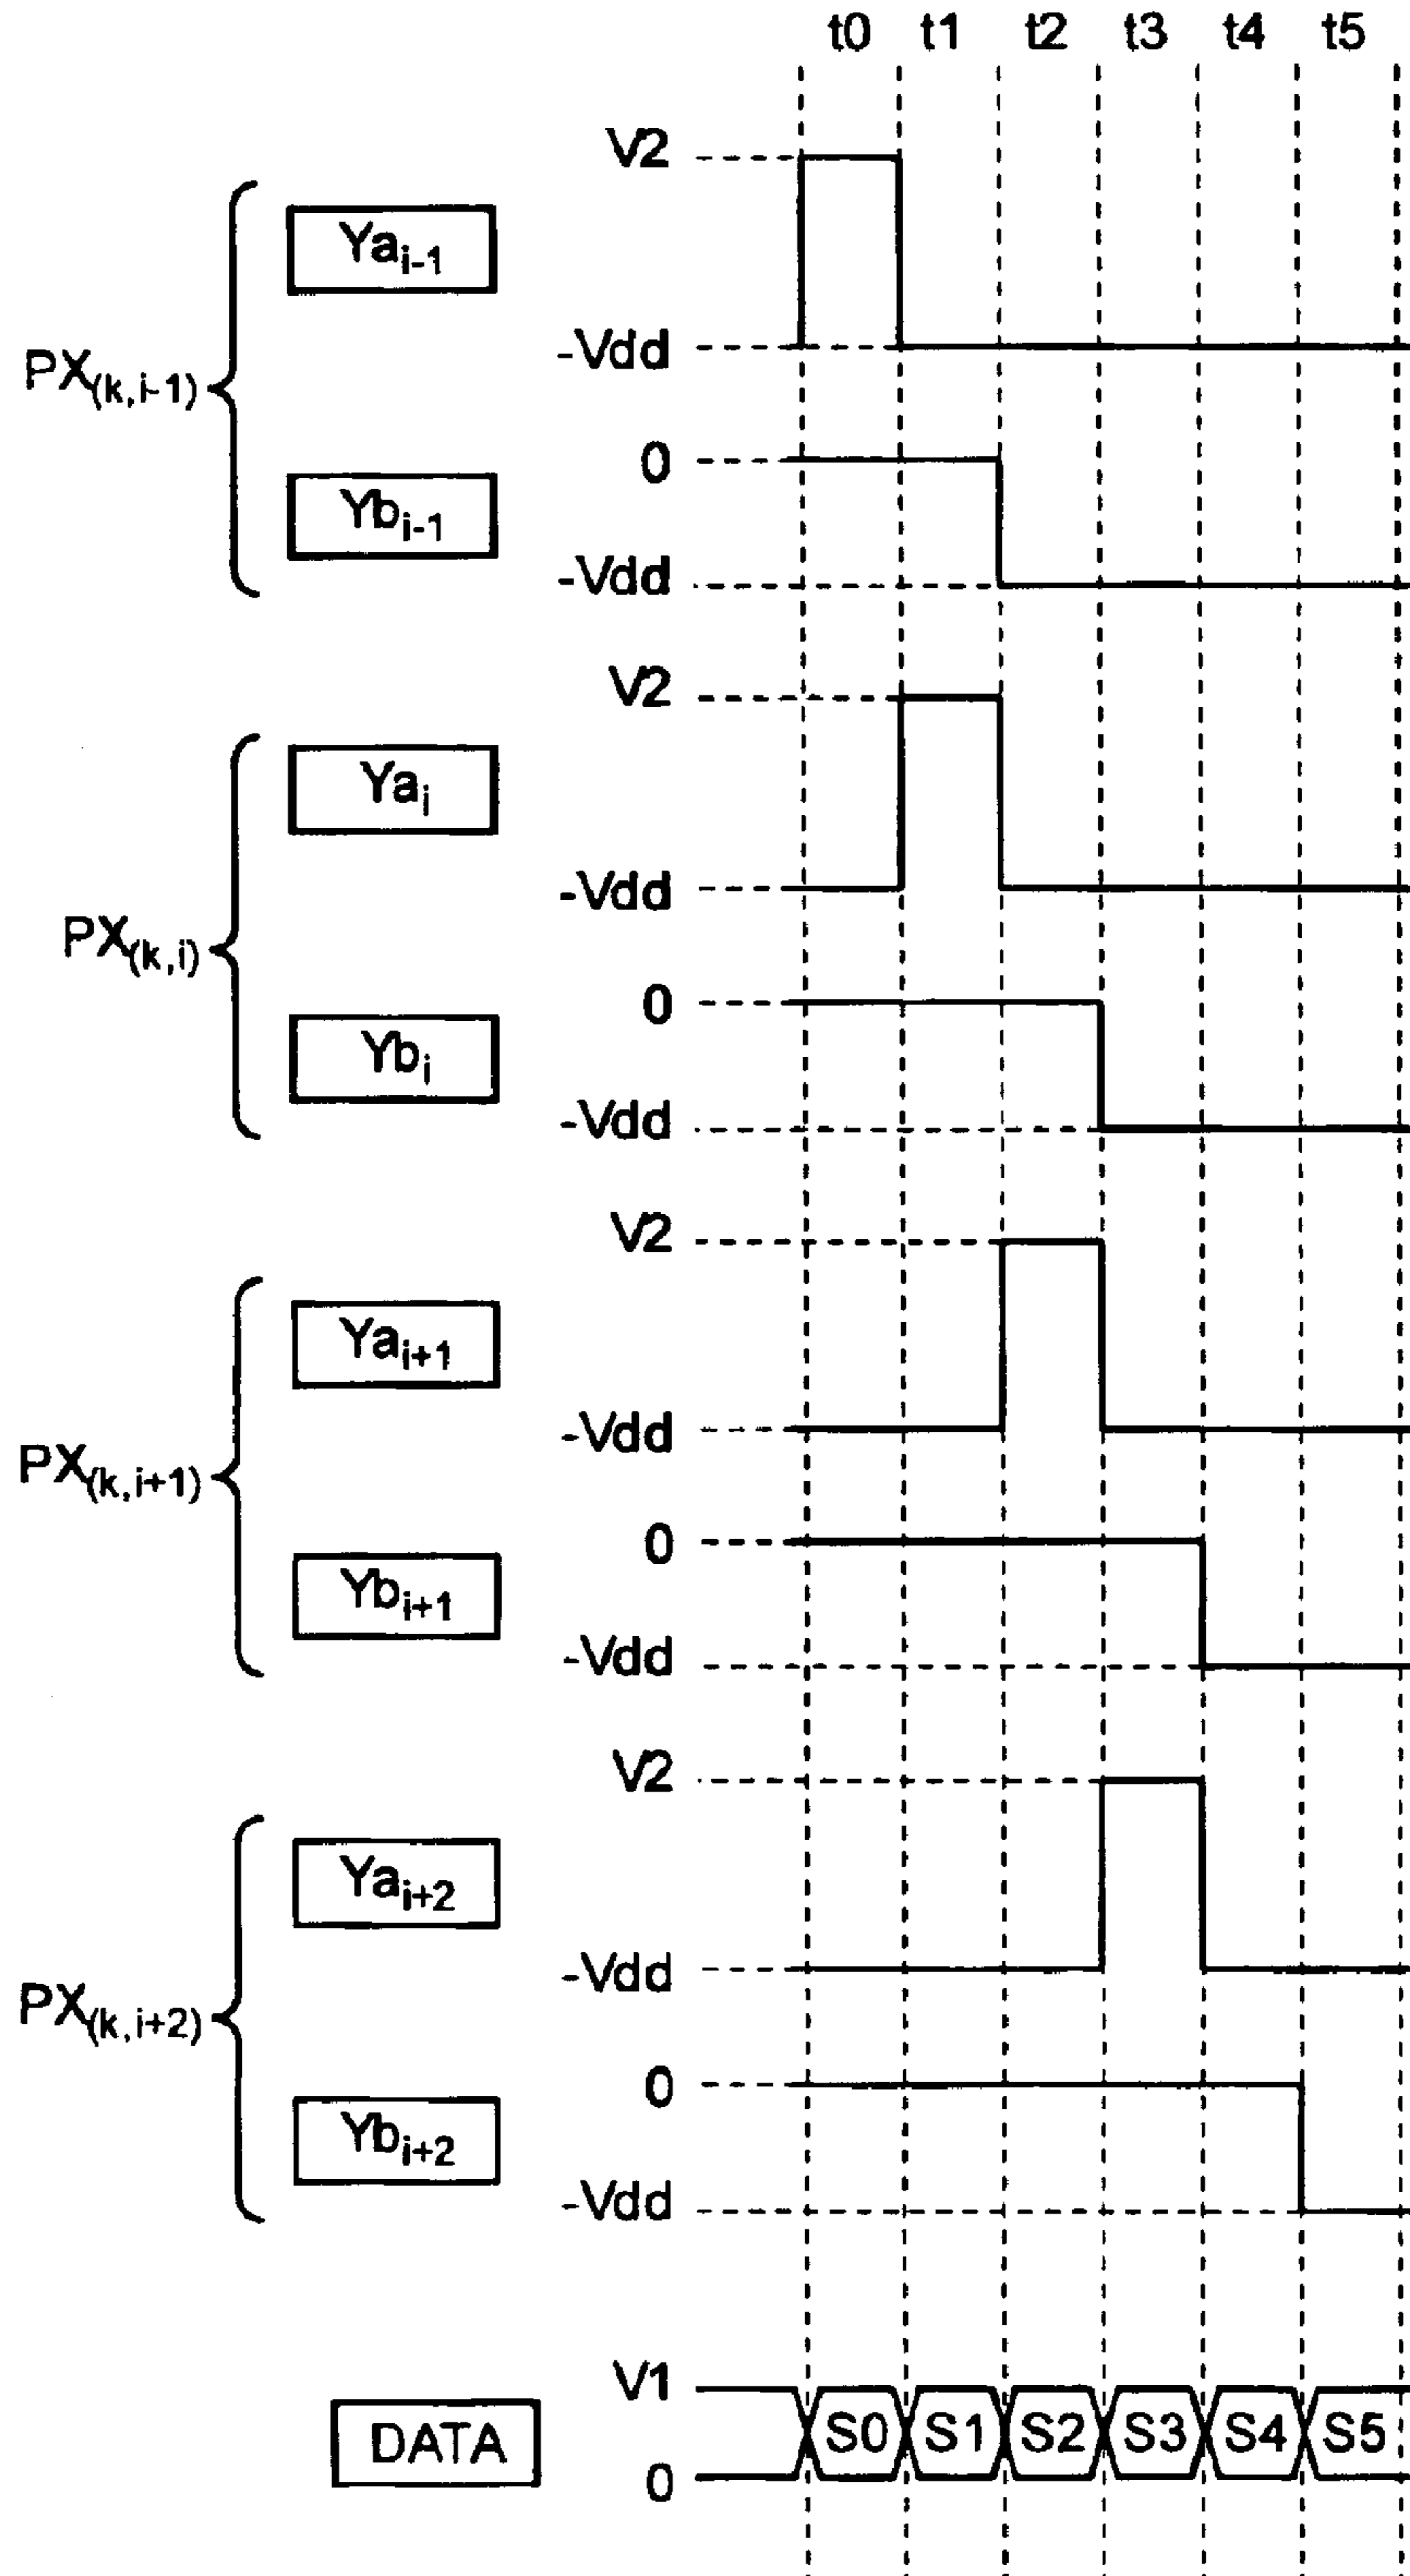 t0 t1 t2 t3 t4 t5
V2
Ya_{i-1}
-Vdd
PX_{(k,i-1)}
0
Yb_{i-1}
-Vdd
V2
Ya_i
-Vdd
PX_{(k,i)}
0
Yb_i
-Vdd
V2
Ya_{i+1}
-Vdd
PX_{(k,i+1)}
0
Yb_{i+1}
-Vdd
V2
Ya_{i+2}
-Vdd
PX_{(k,i+2)}
0
Yb_{i+2}
-Vdd
V1
DATA S0 S1 S2 S3 S4 S5
0